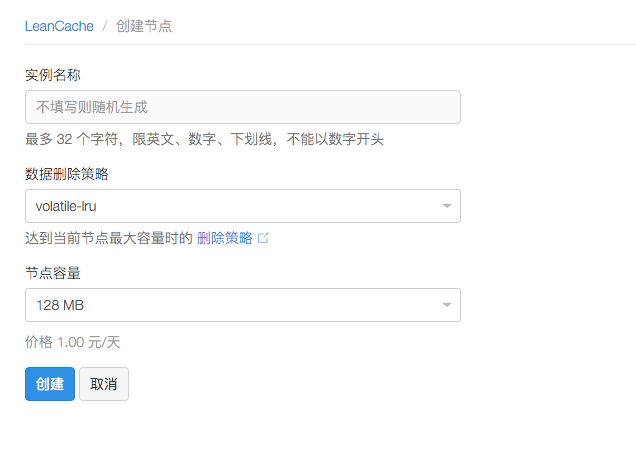 LeanCache / 创建节点
实例名称
不填写则随机生成
最多 32 个字符，限英文、数字、下划线，不能以数字开头
数据删除策略
volatile-lru
达到当前节点最大容量时的 删除策略
节点容量
128 MB
价格 1.00 元/天
创建 取消